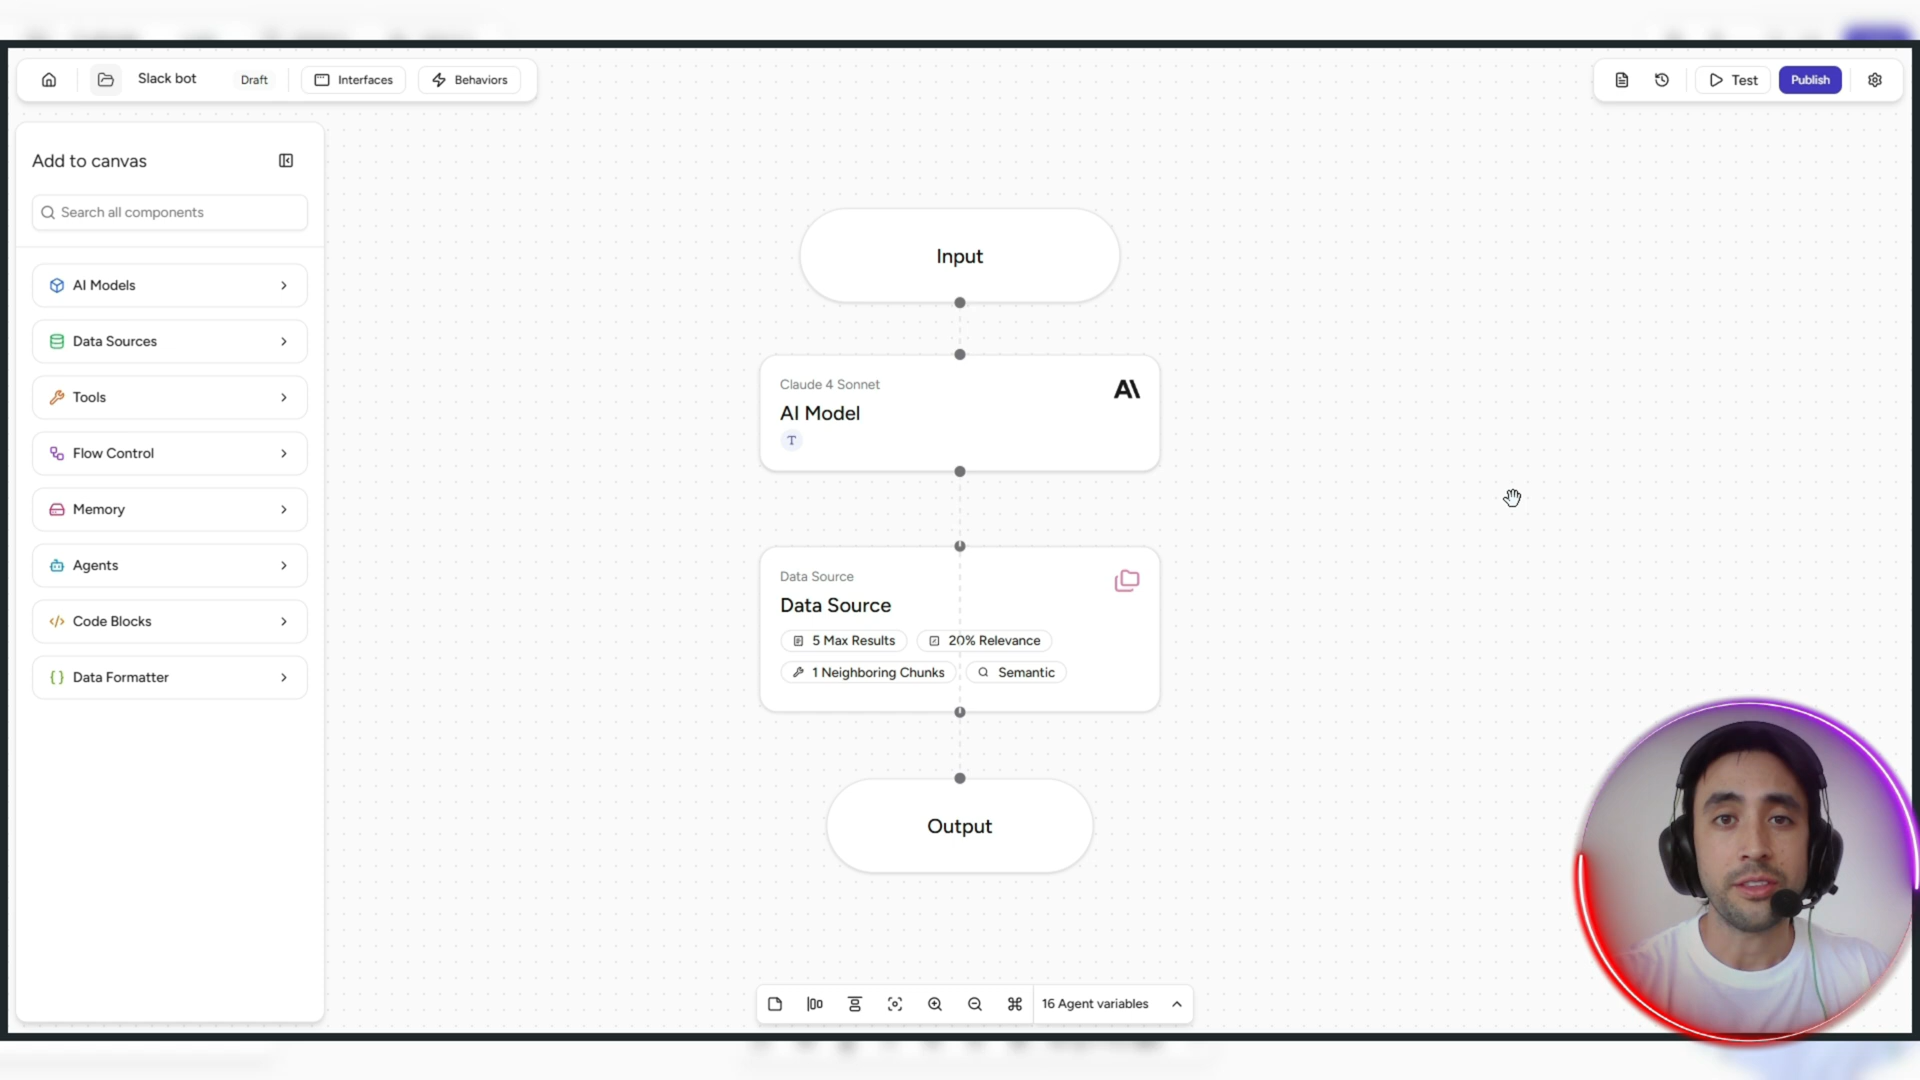 Slack bot
Draft
Interfaces
Behaviors
Test
Publish
Add to canvas
Search all components
AI Models
Data Sources
Tools
Flow Control
Memory
Agents
Code Blocks
Data Formatter
Input
Claude 4 Sonnet
AI Model
T
Data Source
Data Source
5 Max Results
20% Relevance
1 Neighboring Chunks
Semantic
Output
16 Agent variables